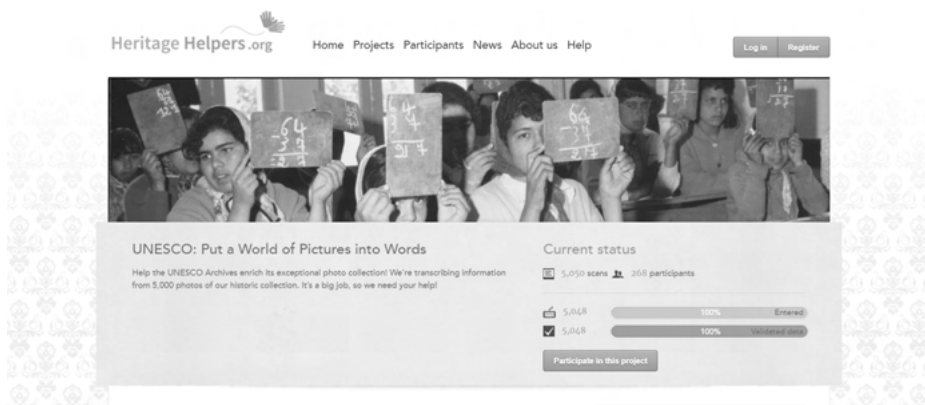 Heritage Helpers.org
Home Projects Participants News About us Help
Log in Register
UNESCO: Put a World of Pictures into Words
Help the UNESCO Archives enrich its exceptional photo collection! We're transcribing information
from 5,000 photos of our historic collection. It's a big job, so we need your help!
Current status
5,050 scans 268 participants
5,048 100% Entered
5,048 100% Validated data
Participate in this project